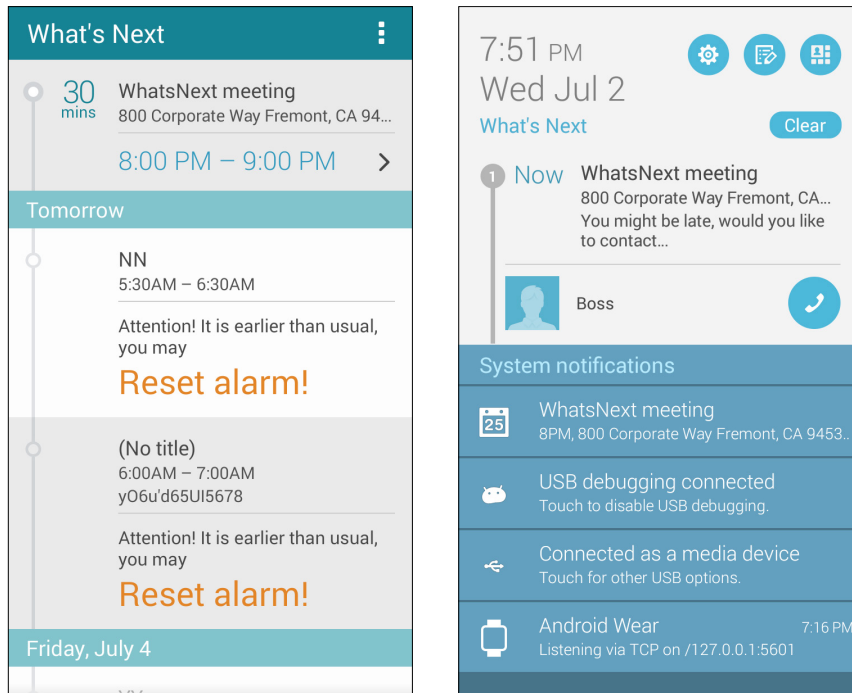 What's Next
30
mins
WhatsNext meeting
800 Corporate Way Fremont, CA 94...
8:00 PM – 9:00 PM
Tomorrow
NN
5:30AM – 6:30AM
Attention! It is earlier than usual,
you may
Reset alarm!
(No title)
6:00AM – 7:00AM
yO6u'd65UI5678
Attention! It is earlier than usual,
you may
Reset alarm!
Friday, July 4
7:51 PM
Wed Jul 2
What's Next
Clear
1
Now
WhatsNext meeting
800 Corporate Way Fremont, CA...
You might be late, would you like
to contact...
Boss
System notifications
25
WhatsNext meeting
8PM, 800 Corporate Way Fremont, CA 9453..
USB debugging connected
Touch to disable USB debugging.
Connected as a media device
Touch for other USB options.
Android Wear
7:16 PM
Listening via TCP on /127.0.0.1:5601